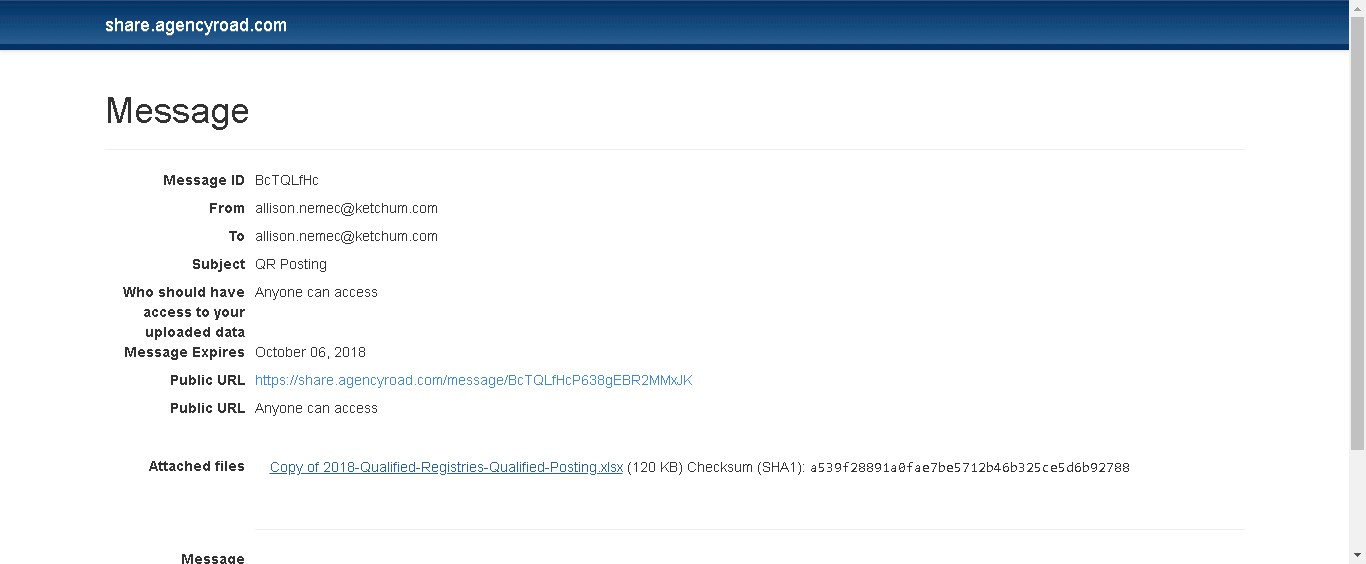 share.agencyroad.com
Message
Message ID BcTQLfHc
From allison.nemec@ketchum.com
To allison.nemec@ketchum.com
Subject QR Posting
Who should have Anyone can access
access to your
uploaded data
Message Expires October 06, 2018
Public URL https://share.agencyroad.com/message/BcTQLfHcP638gEBR2MMxJK
Public URL Anyone can access
Attached files Copy of 2018-Qualified-Registries-Qualified-Posting.xlsx (120 KB) Checksum (SHA1): a539f28891a0fae7be5712b46b325ce5d6b92788
Message